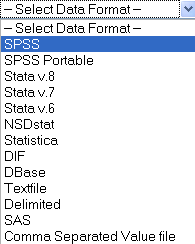 -- Select Data Format --
-- Select Data Format --
SPSS
SPSS Portable
Stata v.8
Stata v.7
Stata v.6
NSDstat
Statistica
DIF
DBase
Textfile
Delimited
SAS
Comma Separated Value file